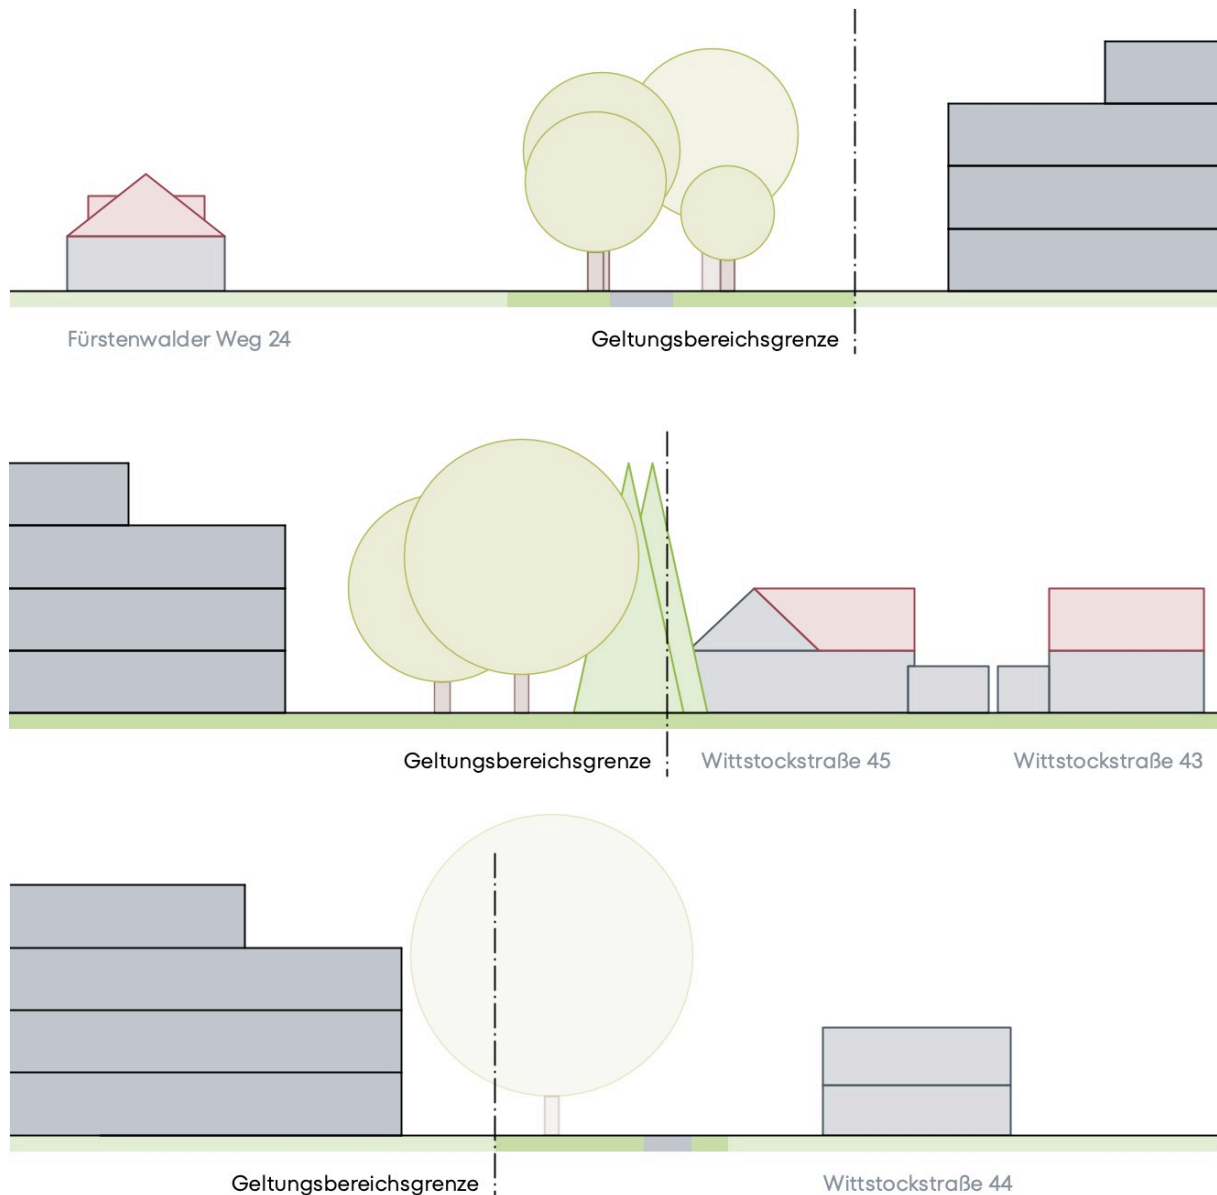 Fürstenwalder Weg 24
Geltungsbereichsgrenze
Geltungsbereichsgrenze
Wittstockstraße 45
Wittstockstraße 43
Geltungsbereichsgrenze
Wittstockstraße 44